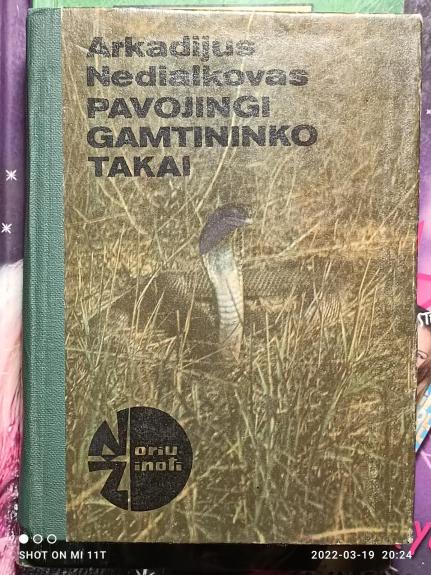 Arkadijus
Nedialkovas
PAVOJINGI
GAMTININKO
TAKAI
Noriu
Žinoti
SHOT ON MI 11T
2022-03-19 20:24